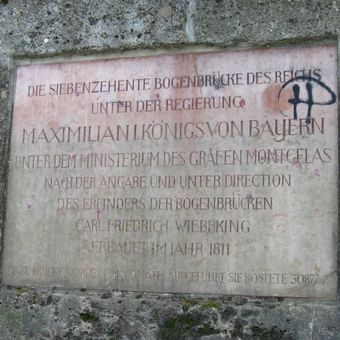 DIE SIEBENZEHENTE BOGENBRÜCKE DES REICHS
UNTER DER REGIERUNG
MAXIMILIAN I. KÖNIGS VON BAYERN
UNTER DEM MINISTERIUM DES GRAFEN MONTGELAS
NACH DER ANGABE UND UNTER DIRECTION
DES ERFINDERS DER BOGENBRÜCKEN
CARL FRIEDRICH WIEBEKING
ERBAUET IM JAHR 1811
SIE KOSTETE